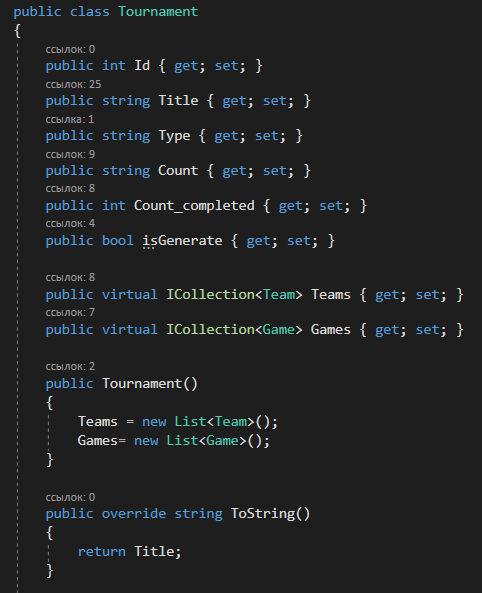 public class Tournament
{
ссылок: 0
public int Id { get; set; }
ссылок: 25
public string Title { get; set; }
ссылка: 1
public string Type { get; set; }
ссылок: 9
public string Count { get; set; }
ссылок: 8
public int Count_completed { get; set; }
ссылок: 4
public bool isGenerate { get; set; }
ссылок: 8
public virtual ICollection<Team> Teams { get; set; }
ссылок: 7
public virtual ICollection<Game> Games { get; set; }
ссылок: 2
public Tournament()
{
Teams = new List<Team>();
Games= new List<Game>();
}
ссылок: 0
public override string ToString()
{
return Title;
}